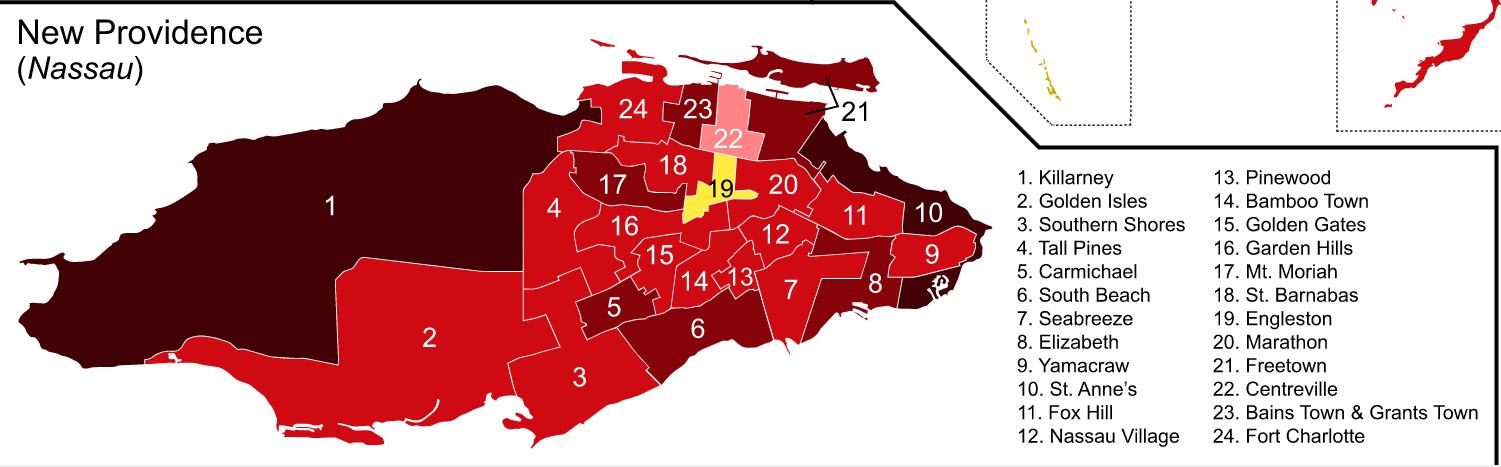 New Providence
(Nassau)
24
23
21
22
18
1
17
19
20
4
11
10
16
12
9
15
14
13
7
8
5
6
2
3
1. Killarney
2. Golden Isles
3. Southern Shores
4. Tall Pines
5. Carmichael
6. South Beach
7. Seabreeze
8. Elizabeth
9. Yamacraw
10. St. Anne’s
11. Fox Hill
12. Nassau Village
13. Pinewood
14. Bamboo Town
15. Golden Gates
16. Garden Hills
17. Mt. Moriah
18. St. Barnabas
19. Engleston
20. Marathon
21. Freetown
22. Centreville
23. Bains Town & Grants Town
24. Fort Charlotte